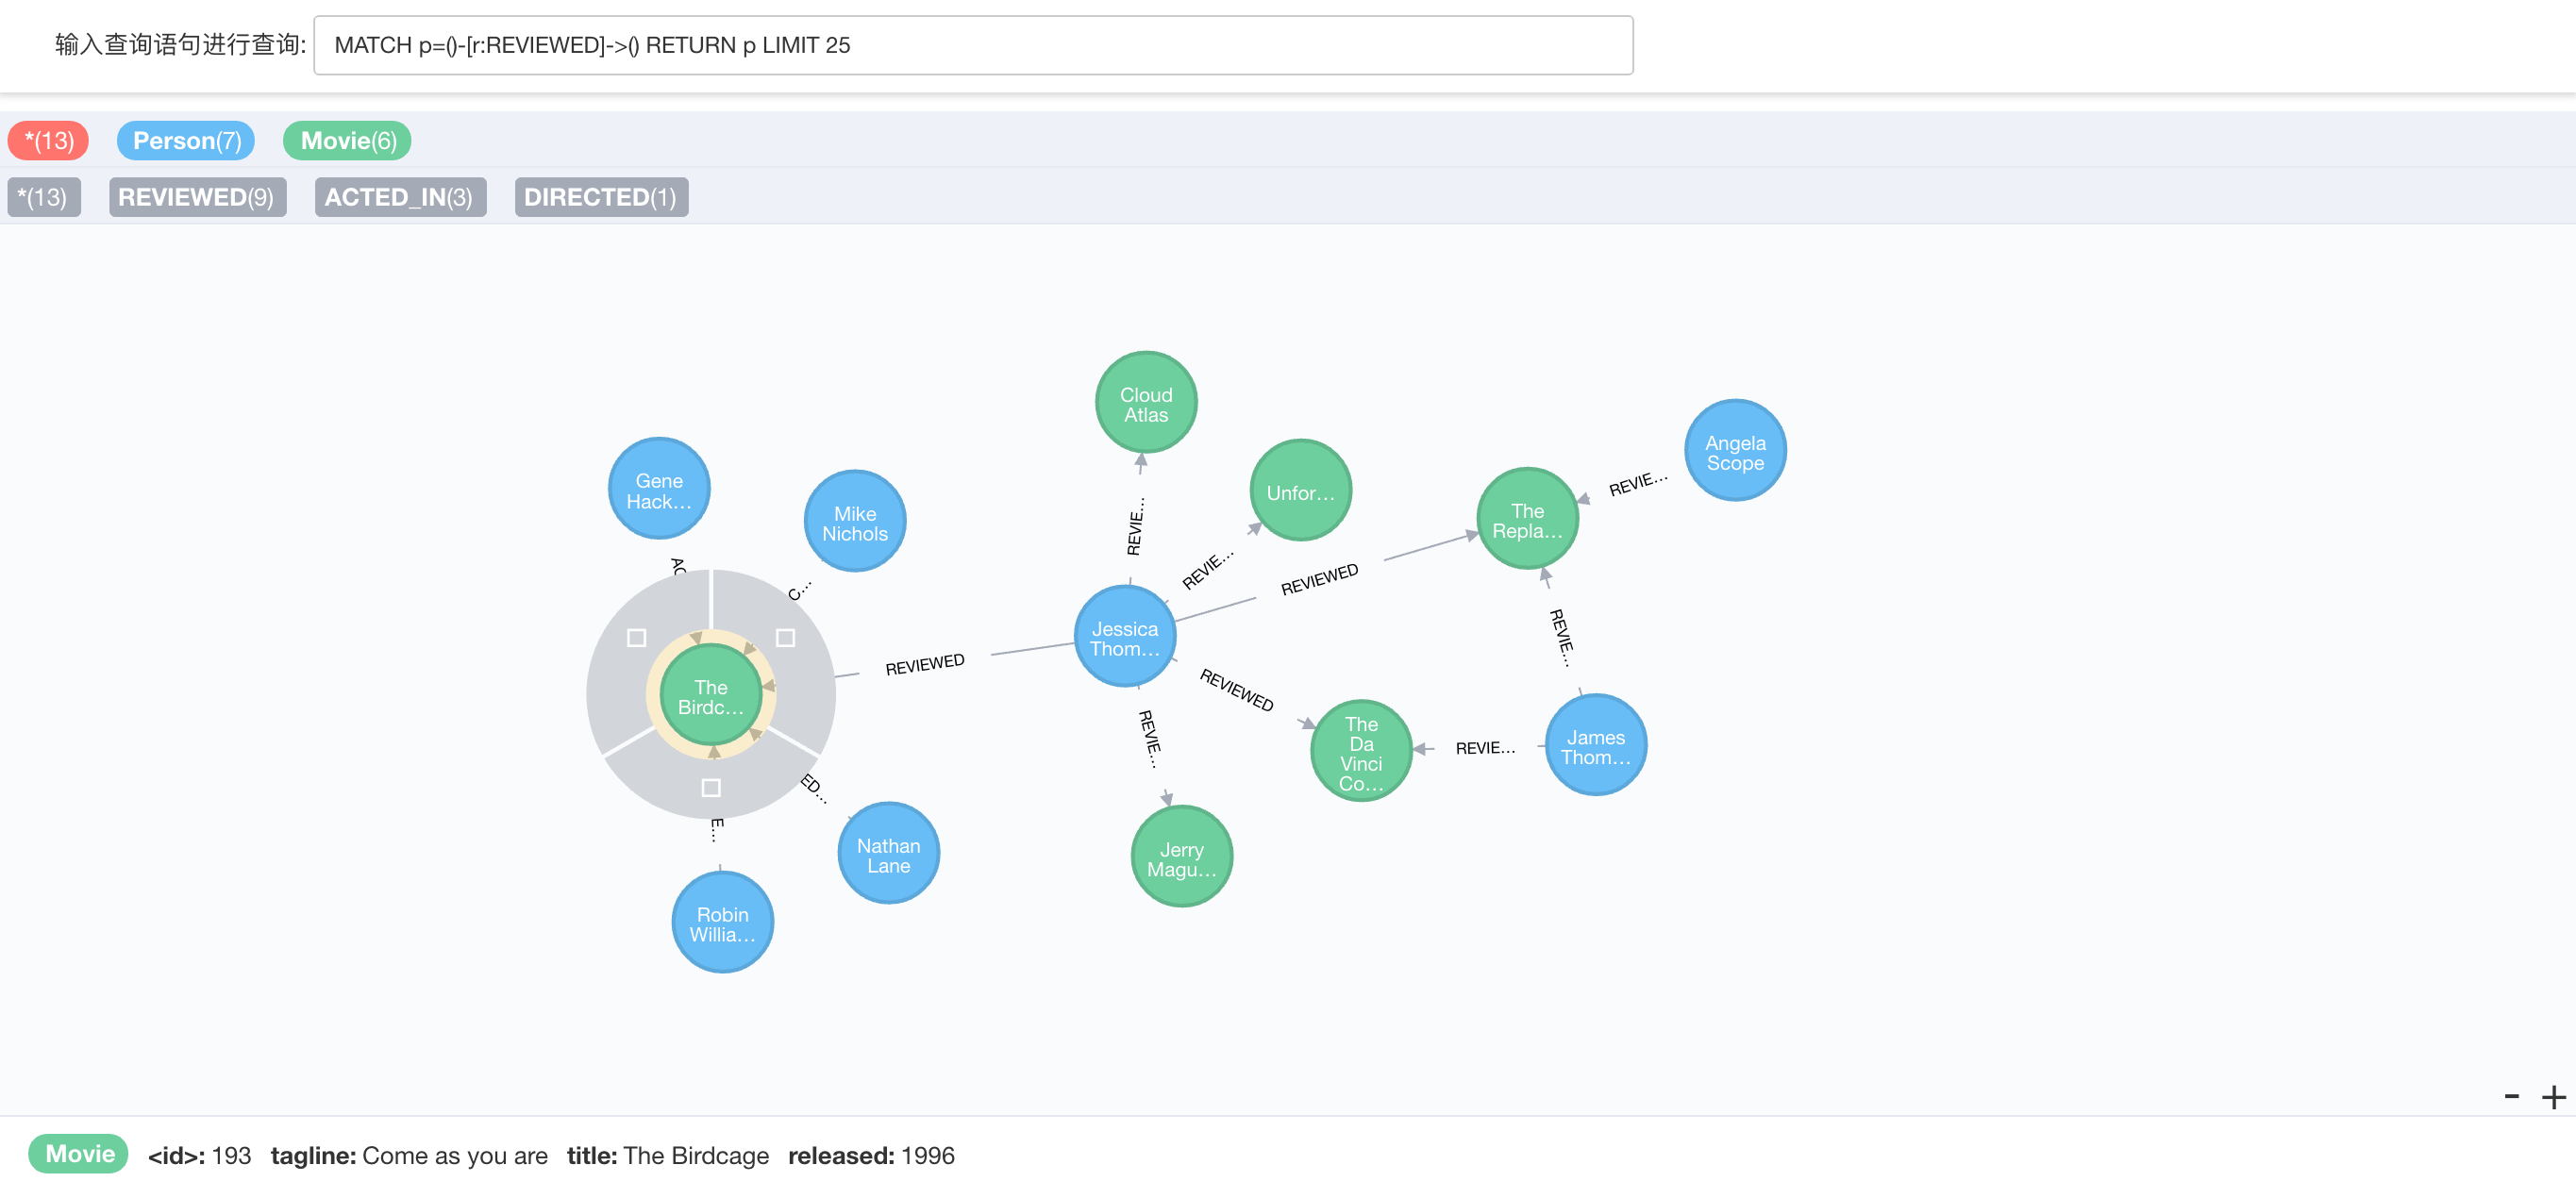 输入查询语句进行查询: MATCH p=()-[r:REVIEWED]->() RETURN p LIMIT 25
*(13) Person(7) Movie(6)
*(13) REVIEWED(9) ACTED_IN(3) DIRECTED(1)
Cloud
Atlas
Angela
Scope
Gene
Hack…
Mike
Nichols
Unfor…
The
Repla…
REVIE…
REVIE…
REVIE…
REVIEWED
AC
C…
Jessica
Thom…
REVIEWED
The
Birdc…
REVIEWED
REVIE…
REVIE…
The
Da
Vinci
Co…
REVIE…
James
Thom…
ED…
E…
Nathan
Lane
Jerry
Magu…
Robin
Willia…
- +
Movie <id>: 193 tagline: Come as you are title: The Birdcage released: 1996